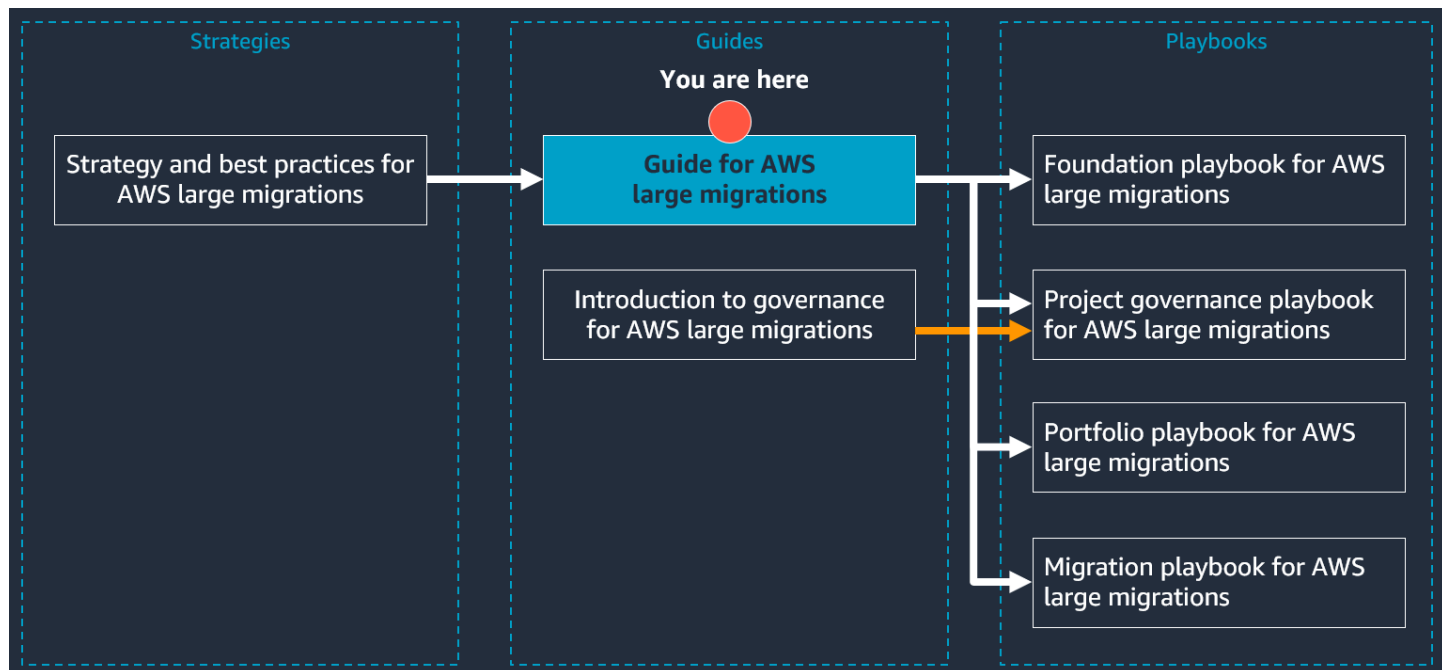 Strategies
Guides
Playbooks
You are here
Strategy and best practices for
AWS large migrations
Guide for AWS
large migrations
Foundation playbook for AWS
large migrations
Introduction to governance
for AWS large migrations
Project governance playbook
for AWS large migrations
Portfolio playbook for AWS
large migrations
Migration playbook for AWS
large migrations